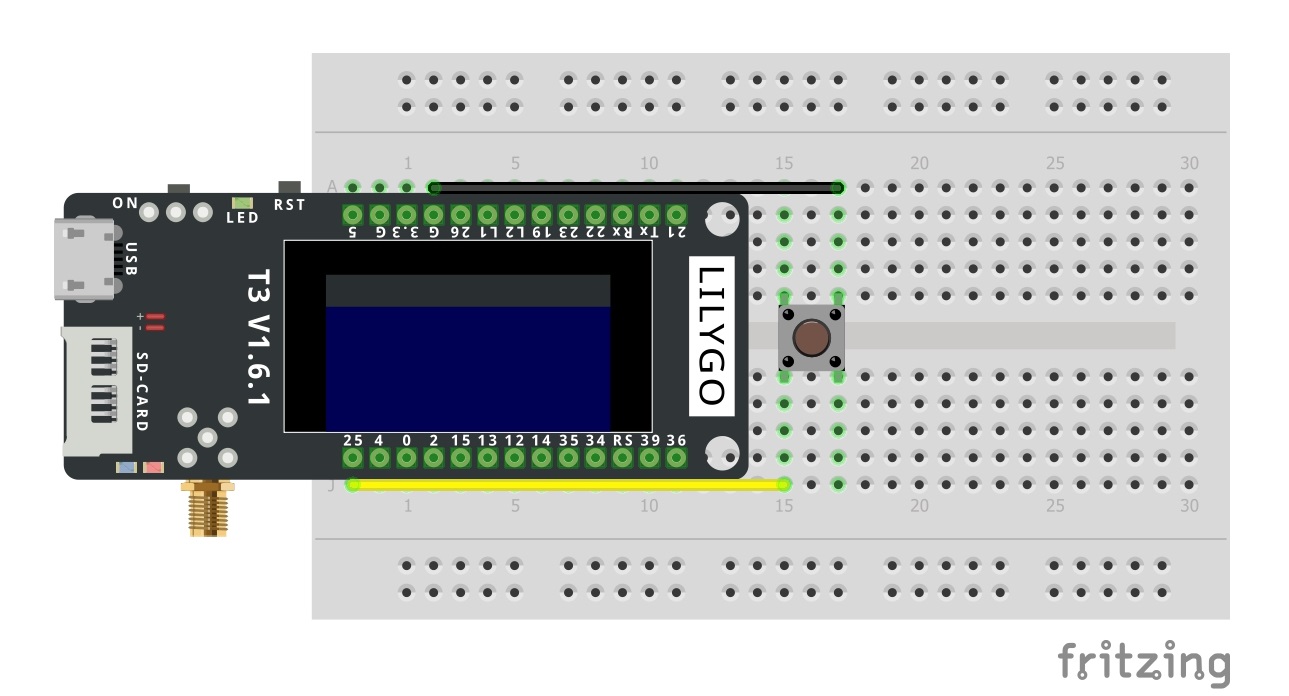 1 5 10 15 20 25 30
A
ON
LED
RST
5 G 3.3 G 26 L1 L2 19 23 22 Rx Tx 21
USB
T3 V1.6.1
LILYGO
+
-
SD-CARD
25 4 0 2 15 13 12 14 35 34 RS 39 36
J
1 5 10 15 20 25 30
fritzing